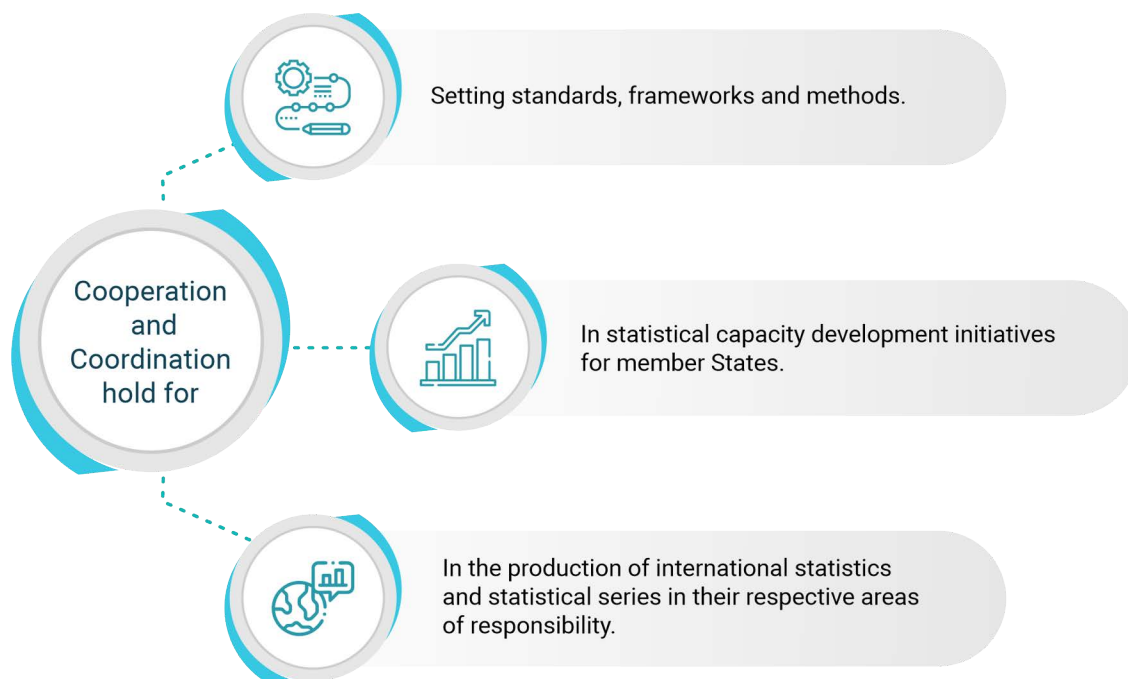 Setting standards, frameworks and methods.
Cooperation
and
Coordination
hold for
In statistical capacity development initiatives
for member States.
In the production of international statistics
and statistical series in their respective areas
of responsibility.